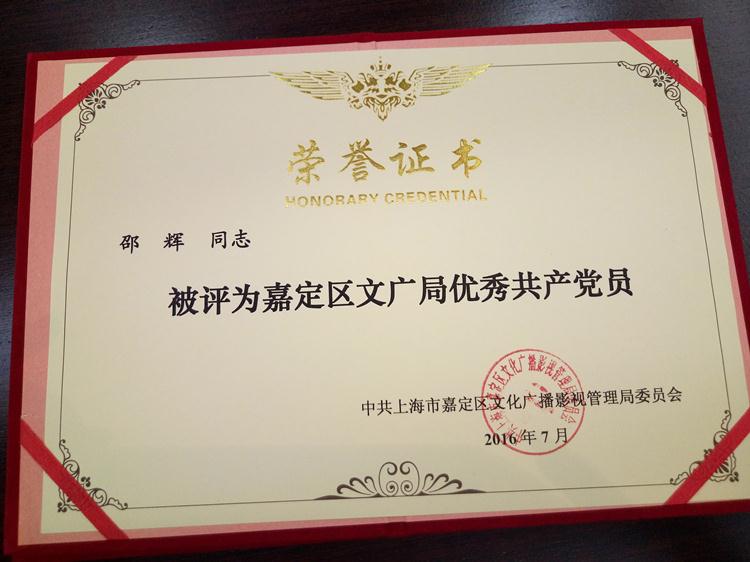 荣誉证书
HONORARY CREDENTIAL
邵 辉 同志
被评为嘉定区文广局优秀共产党员
中共上海市嘉定区文化广播影视管理局委员会
2016年7月